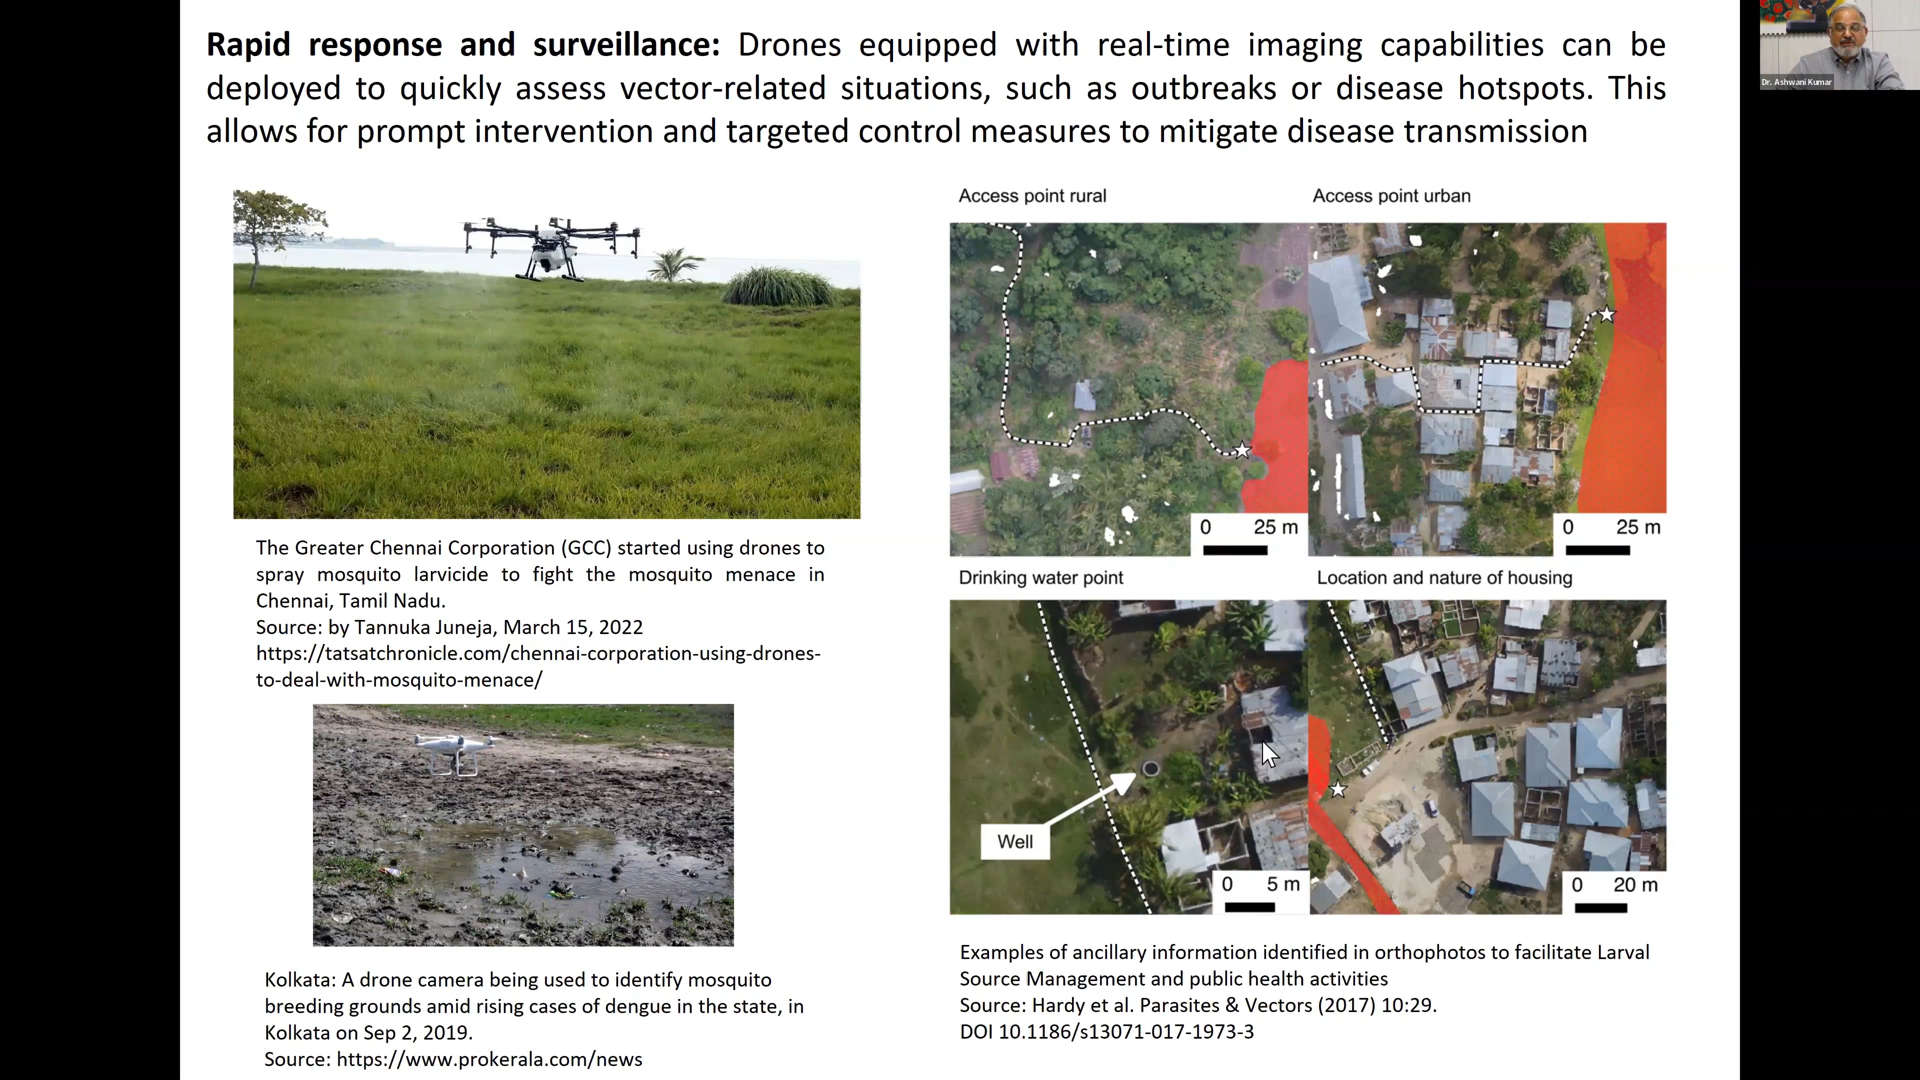 Rapid response and surveillance: Drones equipped with real-time imaging capabilities can be
deployed to quickly assess vector-related situations, such as outbreaks or disease hotspots. This
allows for prompt intervention and targeted control measures to mitigate disease transmission
Dr. Ashwani Kumar
The Greater Chennai Corporation (GCC) started using drones to
spray mosquito larvicide to fight the mosquito menace in
Chennai, Tamil Nadu.
Source: by Tannuka Juneja, March 15, 2022
https://tatsatchronicle.com/chennai-corporation-using-drones-
to-deal-with-mosquito-menace/
Kolkata: A drone camera being used to identify mosquito
breeding grounds amid rising cases of dengue in the state, in
Kolkata on Sep 2, 2019.
Source: https://www.prokerala.com/news
Access point rural
Access point urban
0 25 m
0 25 m
Drinking water point
Location and nature of housing
Well
0 5 m
0 20 m
Examples of ancillary information identified in orthophotos to facilitate Larval
Source Management and public health activities
Source: Hardy et al. Parasites & Vectors (2017) 10:29.
DOI 10.1186/s13071-017-1973-3